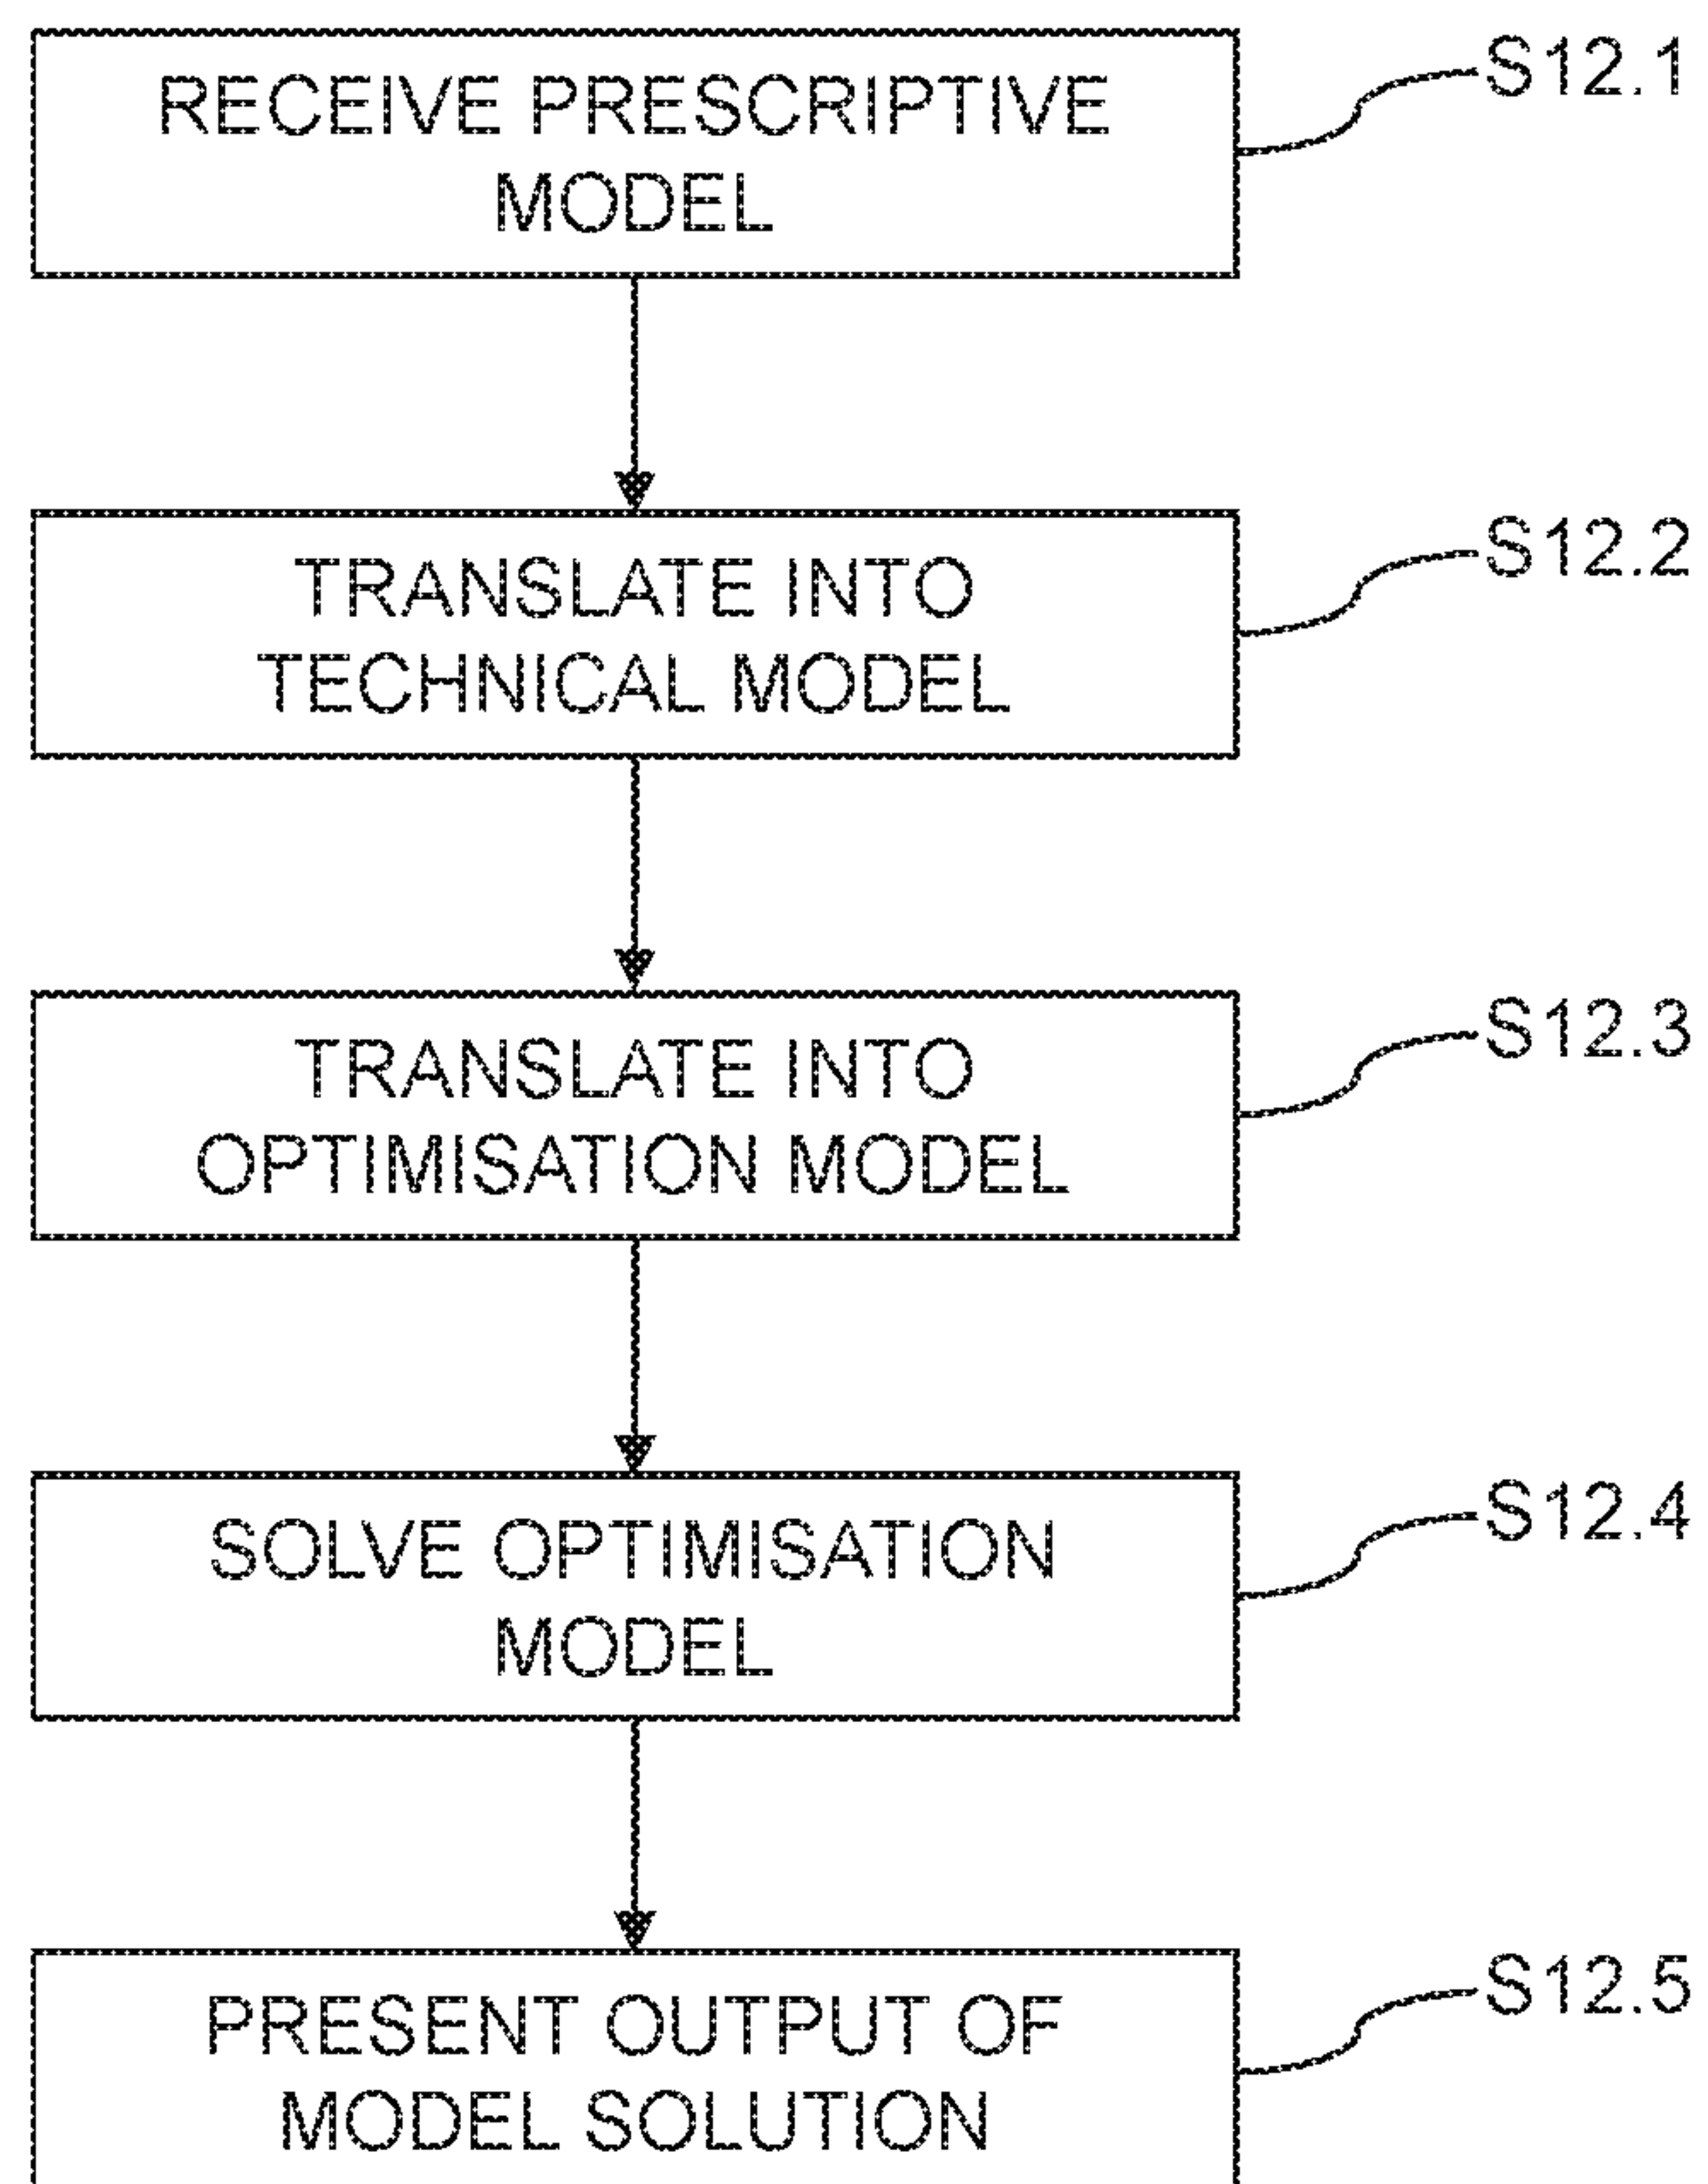 RECEIVE PRESCRIPTIVE
MODEL
S12.1
TRANSLATE INTO
TECHNICAL MODEL
S12.2
TRANSLATE INTO
OPTIMISATION MODEL
S12.3
SOLVE OPTIMISATION
MODEL
S12.4
PRESENT OUTPUT OF
MODEL SOLUTION
S12.5